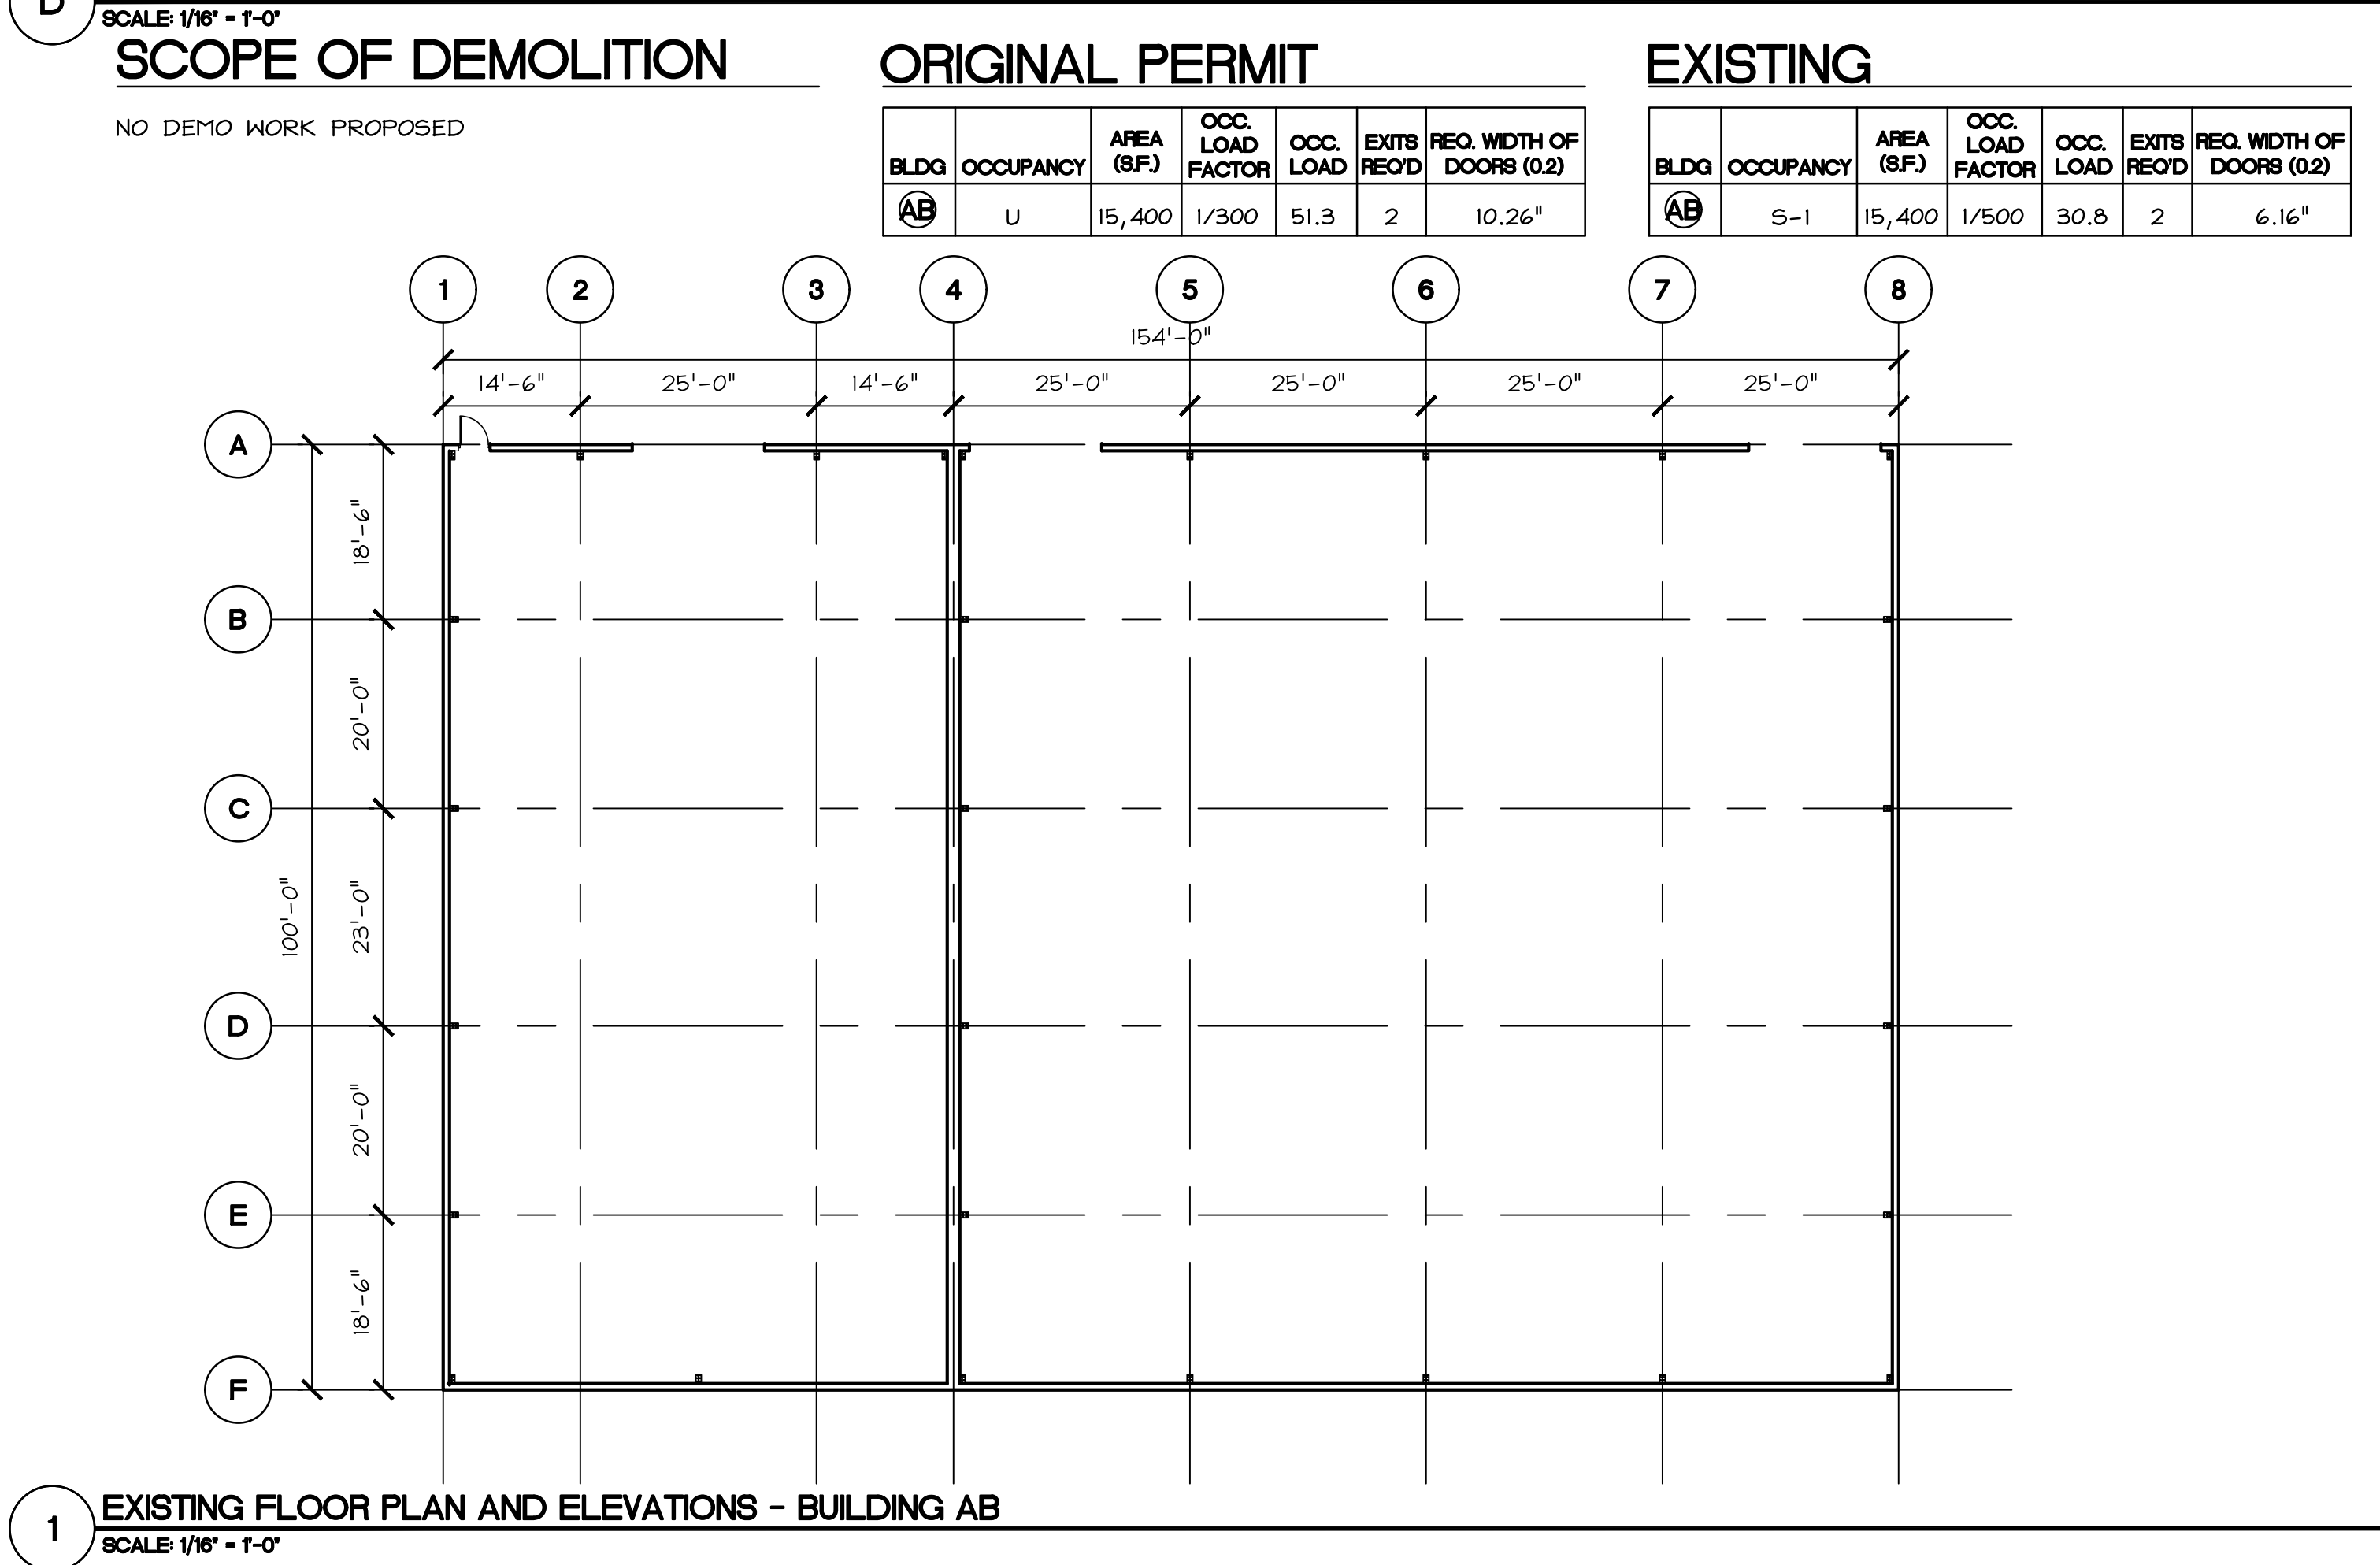 D
SCALE: 1/16" = 1'-0"
SCOPE OF DEMOLITION
NO DEMO WORK PROPOSED
ORIGINAL PERMIT
BLDG OCCUPANCY AREA (S.F.) OCC. LOAD FACTOR OCC. LOAD EXITS REQ'D REQ. WIDTH OF DOORS (0.2)
AB U 15,400 1/300 51.3 2 10.26"
EXISTING
BLDG OCCUPANCY AREA (S.F.) OCC. LOAD FACTOR OCC. LOAD EXITS REQ'D REQ. WIDTH OF DOORS (0.2)
AB S-1 15,400 1/500 30.8 2 6.16"
1 2 3 4 5 6 7 8
154'-0"
14'-6" 25'-0" 14'-6" 25'-0" 25'-0" 25'-0" 25'-0"
A
18'-6"
B
20'-0"
C
100'-0"
23'-0"
D
20'-0"
E
18'-6"
F
1
EXISTING FLOOR PLAN AND ELEVATIONS - BUILDING AB
SCALE: 1/16" = 1'-0"